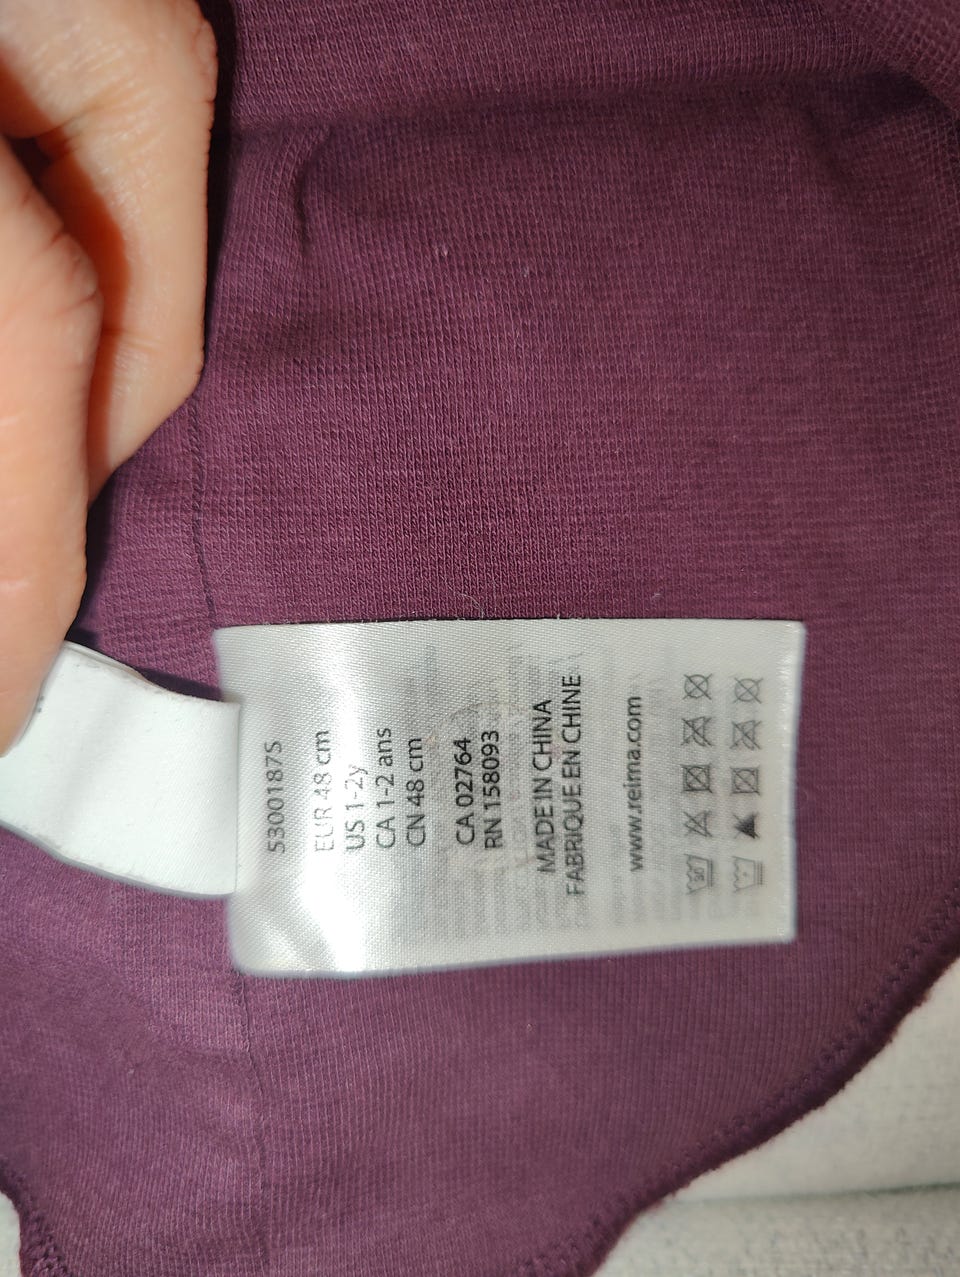 5300187S
EUR 48 cm
US 1-2y
CA 1-2 ans
CN 48 cm
CA 02764
RN 158093
MADE IN CHINA
FABRIQUE EN CHINE
www.reima.com